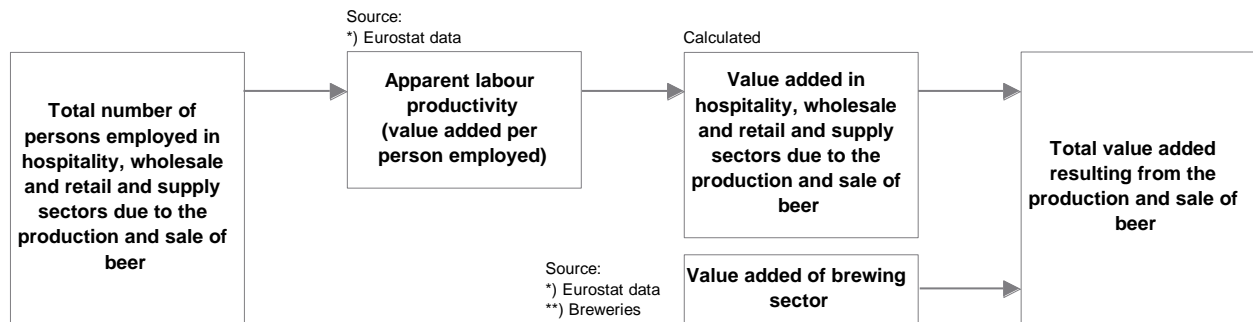 Total number of
persons employed in
hospitality, wholesale
and retail and supply
sectors due to the
production and sale of
beer
Source:
*) Eurostat data
Apparent labour
productivity
(value added per
person employed)
Calculated
Value added in
hospitality, wholesale
and retail and supply
sectors due to the
production and sale of
beer
Source:
*) Eurostat data
**) Breweries
Value added of brewing
sector
Total value added
resulting from the
production and sale of
beer